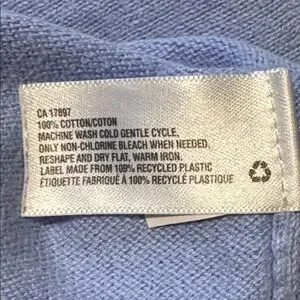 CA 17897
100% COTTON/COTON
MACHINE WASH COLD GENTLE CYCLE,
ONLY NON-CHLORINE BLEACH WHEN NEEDED,
RESHAPE AND DRY FLAT, WARM IRON.
LABEL MADE FROM 100% RECYCLED PLASTIC
ÉTIQUETTE FABRIQUÉ À 100% RECYCLÉ PLASTIQUE